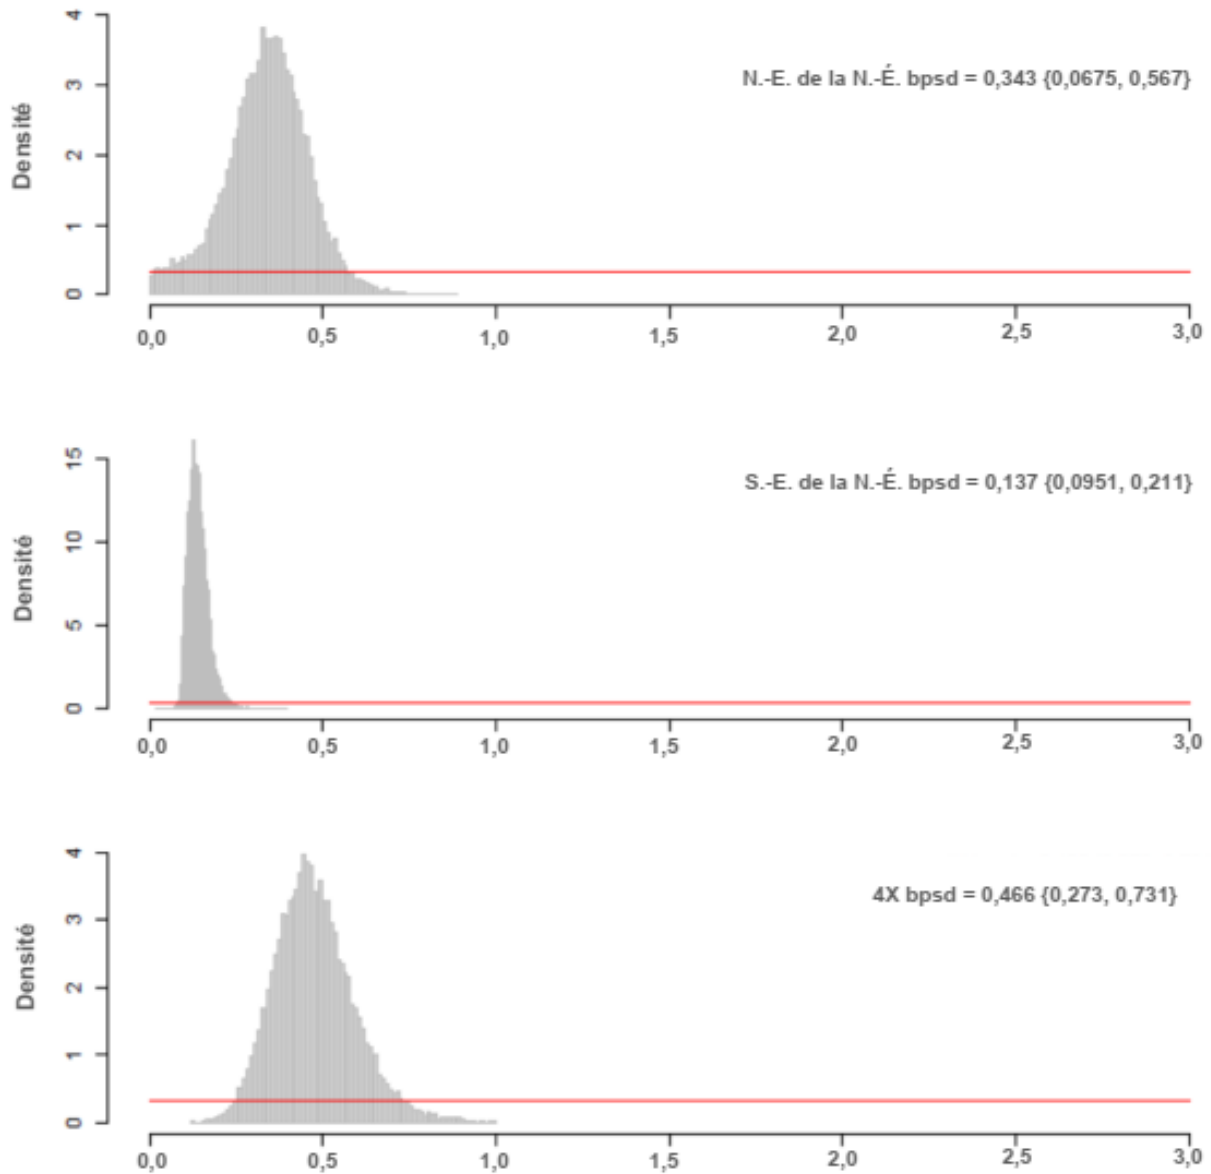 4
N.-E. de la N.-É. bpsd = 0,343 {0,0675, 0,567}
3
Densité
2
1
0
0,0 0,5 1,0 1,5 2,0 2,5 3,0
15
S.-E. de la N.-É. bpsd = 0,137 {0,0951, 0,211}
10
Densité
5
0
0,0 0,5 1,0 1,5 2,0 2,5 3,0
4
4X bpsd = 0,466 {0,273, 0,731}
3
Densité
2
1
0
0,0 0,5 1,0 1,5 2,0 2,5 3,0